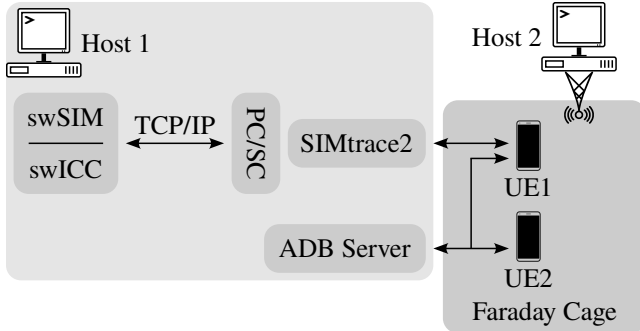 Host 1
Host 2
swSIM
swICC
TCP/IP
PC/SC
SIMtrace2
ADB Server
UE1
UE2
Faraday Cage